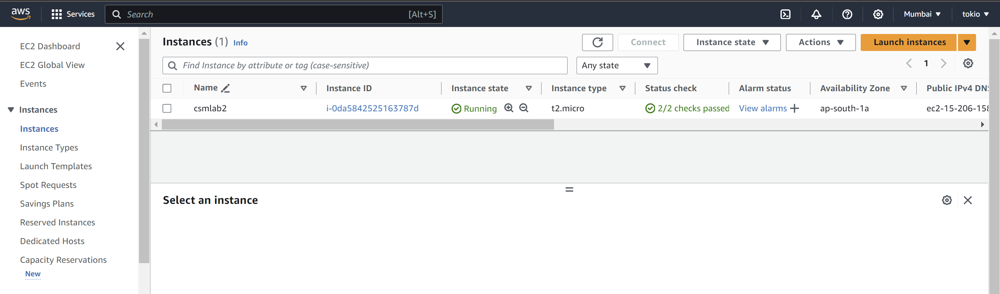 aws Services Search [Alt+S] Mumbai tokio
EC2 Dashboard
EC2 Global View
Events
Instances
Instances
Instance Types
Launch Templates
Spot Requests
Savings Plans
Reserved Instances
Dedicated Hosts
Capacity Reservations
New
Instances (1) Info Connect Instance state Actions Launch instances
Find Instance by attribute or tag (case-sensitive) Any state 1
Name Instance ID Instance state Instance type Status check Alarm status Availability Zone Public IPv4 DNS
csmlab2 i-0da5842525163787d Running t2.micro 2/2 checks passed View alarms ap-south-1a ec2-15-206-158
Select an instance